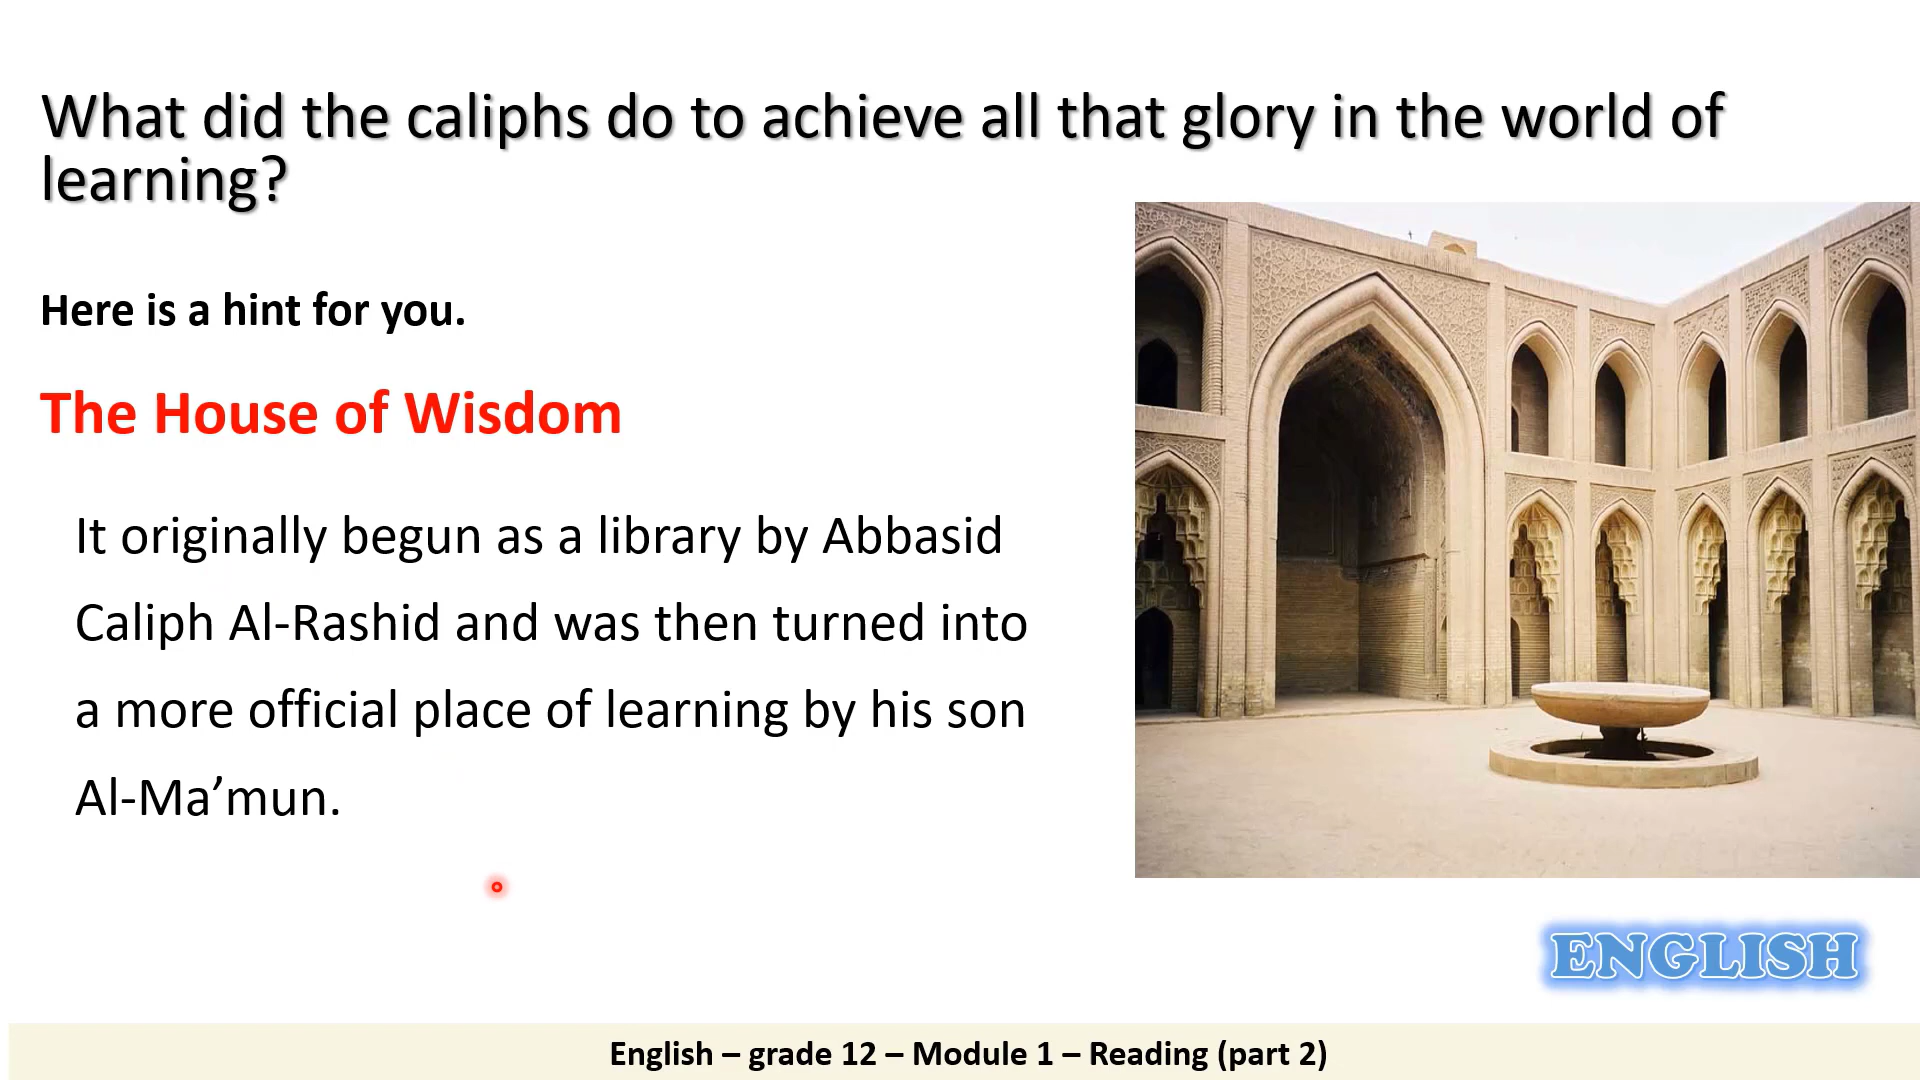 What did the caliphs do to achieve all that glory in the world of
learning?
Here is a hint for you.
The House of Wisdom
It originally begun as a library by Abbasid
Caliph Al-Rashid and was then turned into
a more official place of learning by his son
Al-Ma’mun.
ENGLISH
English – grade 12 – Module 1 – Reading (part 2)